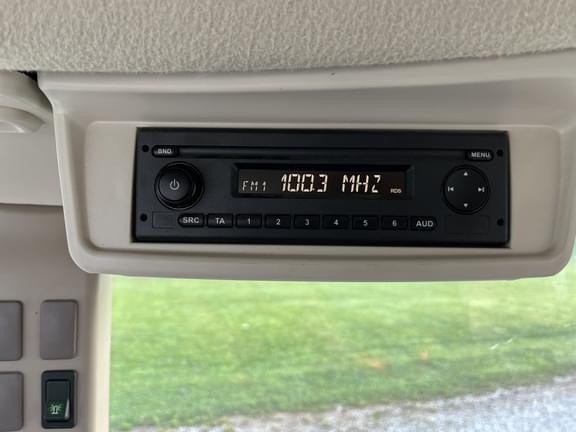 BND MENU
FM1 100.3 MHZ RDS
SRC TA 1 2 3 4 5 6 AUD